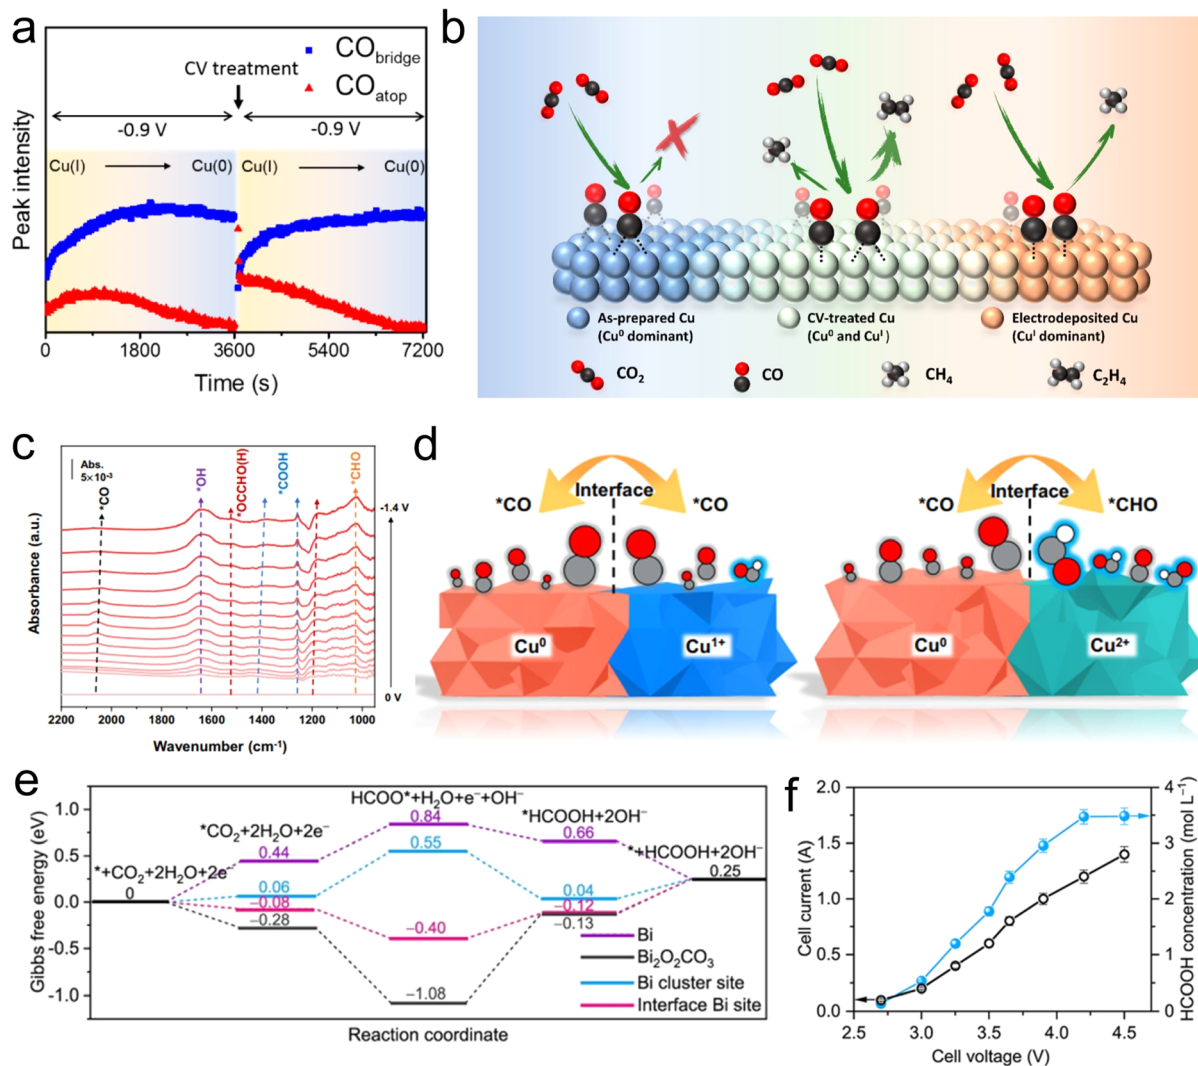 a
CO bridge
CV treatment
CO atop
-0.9 V
-0.9 V
Cu(I)
Cu(0)
Cu(I)
Cu(0)
Peak intensity
0
1800
3600
5400
7200
Time (s)
b
As-prepared Cu
(Cu⁰ dominant)
CV-treated Cu
(Cu⁰ and Cuᴵ)
Electrodeposited Cu
(Cuᴵ dominant)
CO₂
CO
CH₄
C₂H₄
c
Abs.
5×10⁻³
*CO
*OH
*OCCHO(H)
*COOH
*CHO
-1.4 V
0 V
Absorbance (a.u.)
2200
2000
1800
1600
1400
1200
1000
Wavenumber (cm⁻¹)
d
Interface
*CO
*CO
Cu⁰
Cu¹⁺
Interface
*CO
*CHO
Cu⁰
Cu²⁺
e
Gibbs free energy (eV)
1.0
0.5
0.0
-0.5
-1.0
*+CO₂+2H₂O+2e⁻
0
*CO₂+2H₂O+2e⁻
0.44
0.06
−0.08
−0.28
HCOO*+H₂O+e⁻+OH⁻
0.84
0.55
−0.40
−1.08
*HCOOH+2OH⁻
0.66
0.04
−0.12
−0.13
*+HCOOH+2OH⁻
0.25
Bi
Bi₂O₂CO₃
Bi cluster site
Interface Bi site
Reaction coordinate
f
Cell current (A)
2.0
1.5
1.0
0.5
0.0
HCOOH concentration (mol L⁻¹)
4
3
2
1
0
2.5
3.0
3.5
4.0
4.5
Cell voltage (V)